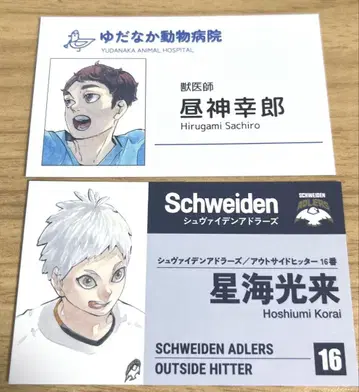 ゆだなか動物病院
YUDANAKA ANIMAL HOSPITAL
獣医師
昼神幸郎
Hirugami Sachiro
Schweiden
シュヴァイデンアドラーズ
SCHWEIDEN
ADLERS
シュヴァイデンアドラーズ/アウトサイドヒッター 16番
星海光来
Hoshiumi Korai
SCHWEIDEN ADLERS
OUTSIDE HITTER
16